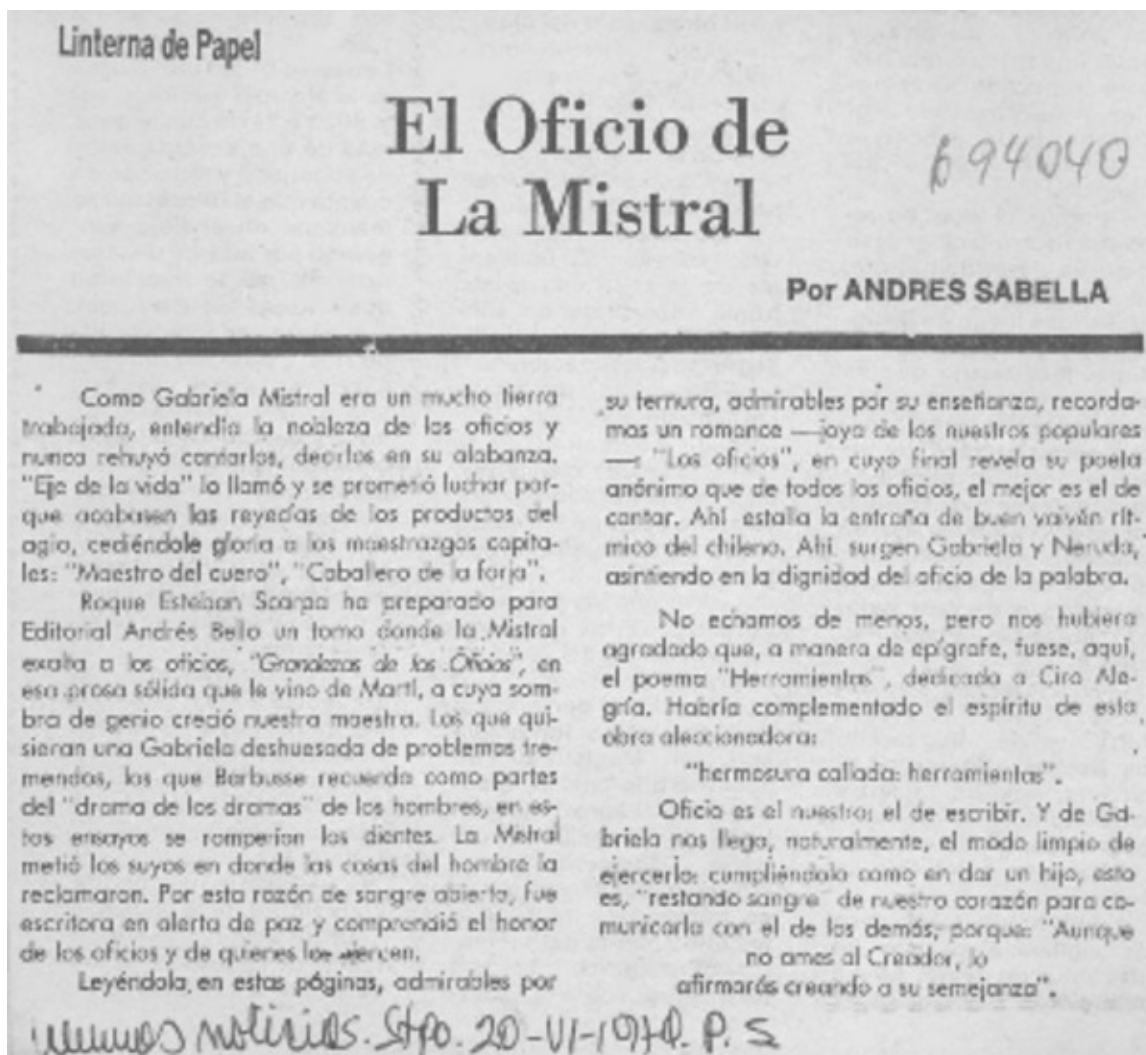 Linterna de Papel
El Oficio de
La Mistral
694040
Por ANDRES SABELLA
Como Gabriela Mistral era un mucho tierra
trabajada, entendía la nobleza de los oficios y
nunca rehuyó cantarlos, decirlos en su alabanza.
"Eje de la vida" lo llamó y se prometió luchar por-
que acabasen las reyecías de los productos del
agio, cediéndole gloria a los maestrazgos capita-
les: "Maestro del cuero", "Caballero de la forja".
Roque Esteban Scarpa ha preparado para
Editorial Andrés Bello un tomo donde la Mistral
exalta a los oficios, "Grandezas de los Oficios", en
esa prosa sólida que le vino de Martí, a cuya som-
bra de genio creció nuestra maestra. Los que qui-
sieran una Gabriela deshuesada de problemas tre-
mendos, los que Barbusse recuerda como partes
del "drama de los dramas" de los hombres, en es-
tos ensayos se romperían los dientes. La Mistral
metió los suyos en donde las cosas del hombre la
reclamaron. Por esta razón de sangre abierta, fue
escritora en alerta de paz y comprendió el honor
de los oficios y de quienes los ejercen.
Leyéndola, en estas páginas, admirables por
su ternura, admirables por su enseñanza, recorda-
mos un romance —joya de los nuestros populares
—: "Los oficios", en cuyo final revela su poeta
anónimo que de todos los oficios, el mejor es el de
cantar. Ahí estalla la entraña de buen vaivén rít-
mico del chileno. Ahí surgen Gabriela y Neruda,
asintiendo en la dignidad del oficio de la palabra.
No echamos de menos, pero nos hubiera
agradado que, a manera de epígrafe, fuese, aquí,
el poema "Herramientas", dedicado a Ciro Ale-
gría. Habría complementado el espíritu de esta
obra aleccionadora:
"hermosura callada: herramientas".
Oficio es el nuestro: el de escribir. Y de Ga-
briela nos llega, naturalmente, el modo limpio de
ejercerlo: cumpliéndolo como en dar un hijo, esto
es, "restando sangre" de nuestro corazón para co-
municarla con el de los demás, porque: "Aunque
no ames al Creador, lo
afirmarás creando a su semejanza".
noticias. Stgo. 20-VI-1979. P. 5